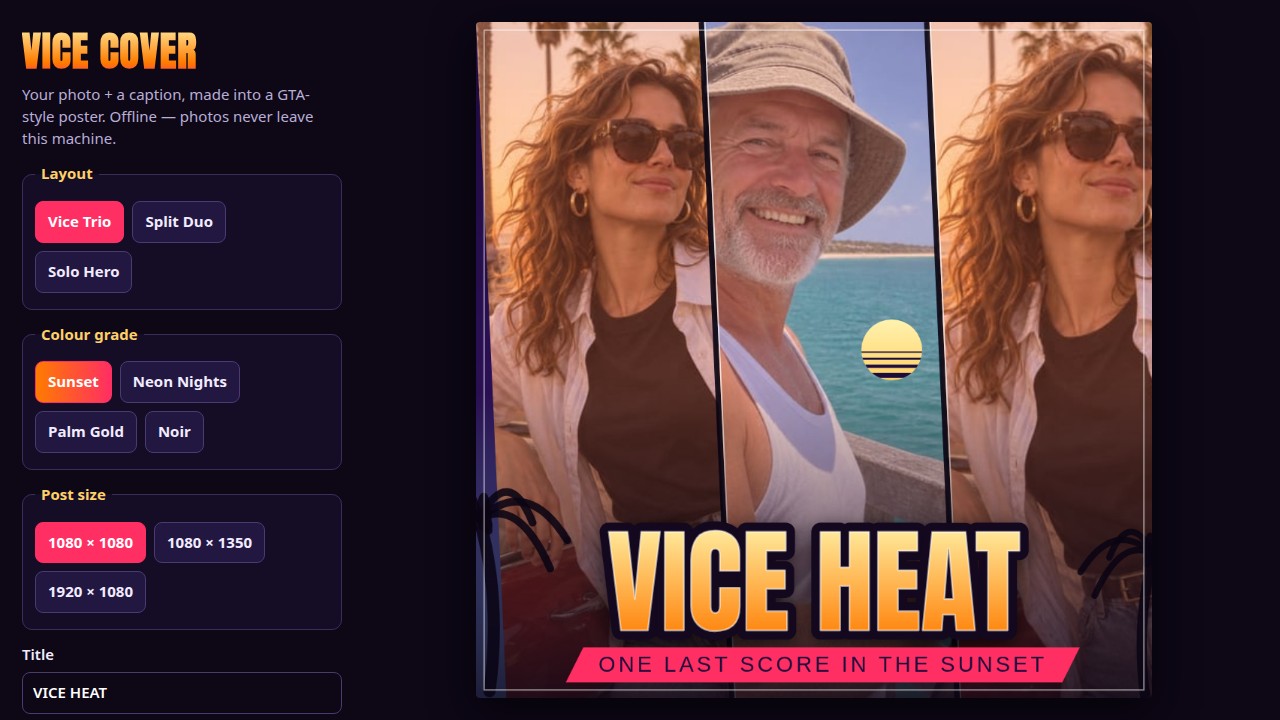 VICE COVER
Your photo + a caption, made into a GTA-
style poster. Offline — photos never leave
this machine.
Layout
Vice Trio
Split Duo
Solo Hero
Colour grade
Sunset
Neon Nights
Palm Gold
Noir
Post size
1080 × 1080
1080 × 1350
1920 × 1080
Title
VICE HEAT
VICE HEAT
ONE LAST SCORE IN THE SUNSET